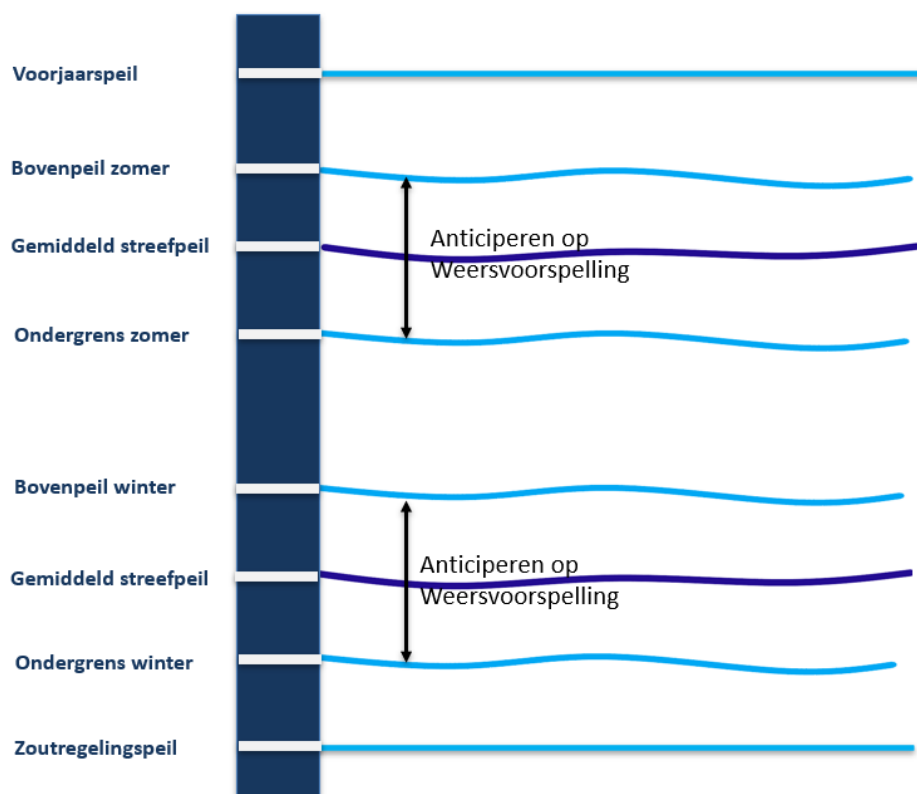 Voorjaarspeil
Bovenpeil zomer
Gemiddeld streefpeil
Anticiperen op
Weersvoorspelling
Ondergrens zomer
Bovenpeil winter
Anticiperen op
Gemiddeld streefpeil
Weersvoorspelling
Ondergrens winter
Zoutregelingspeil